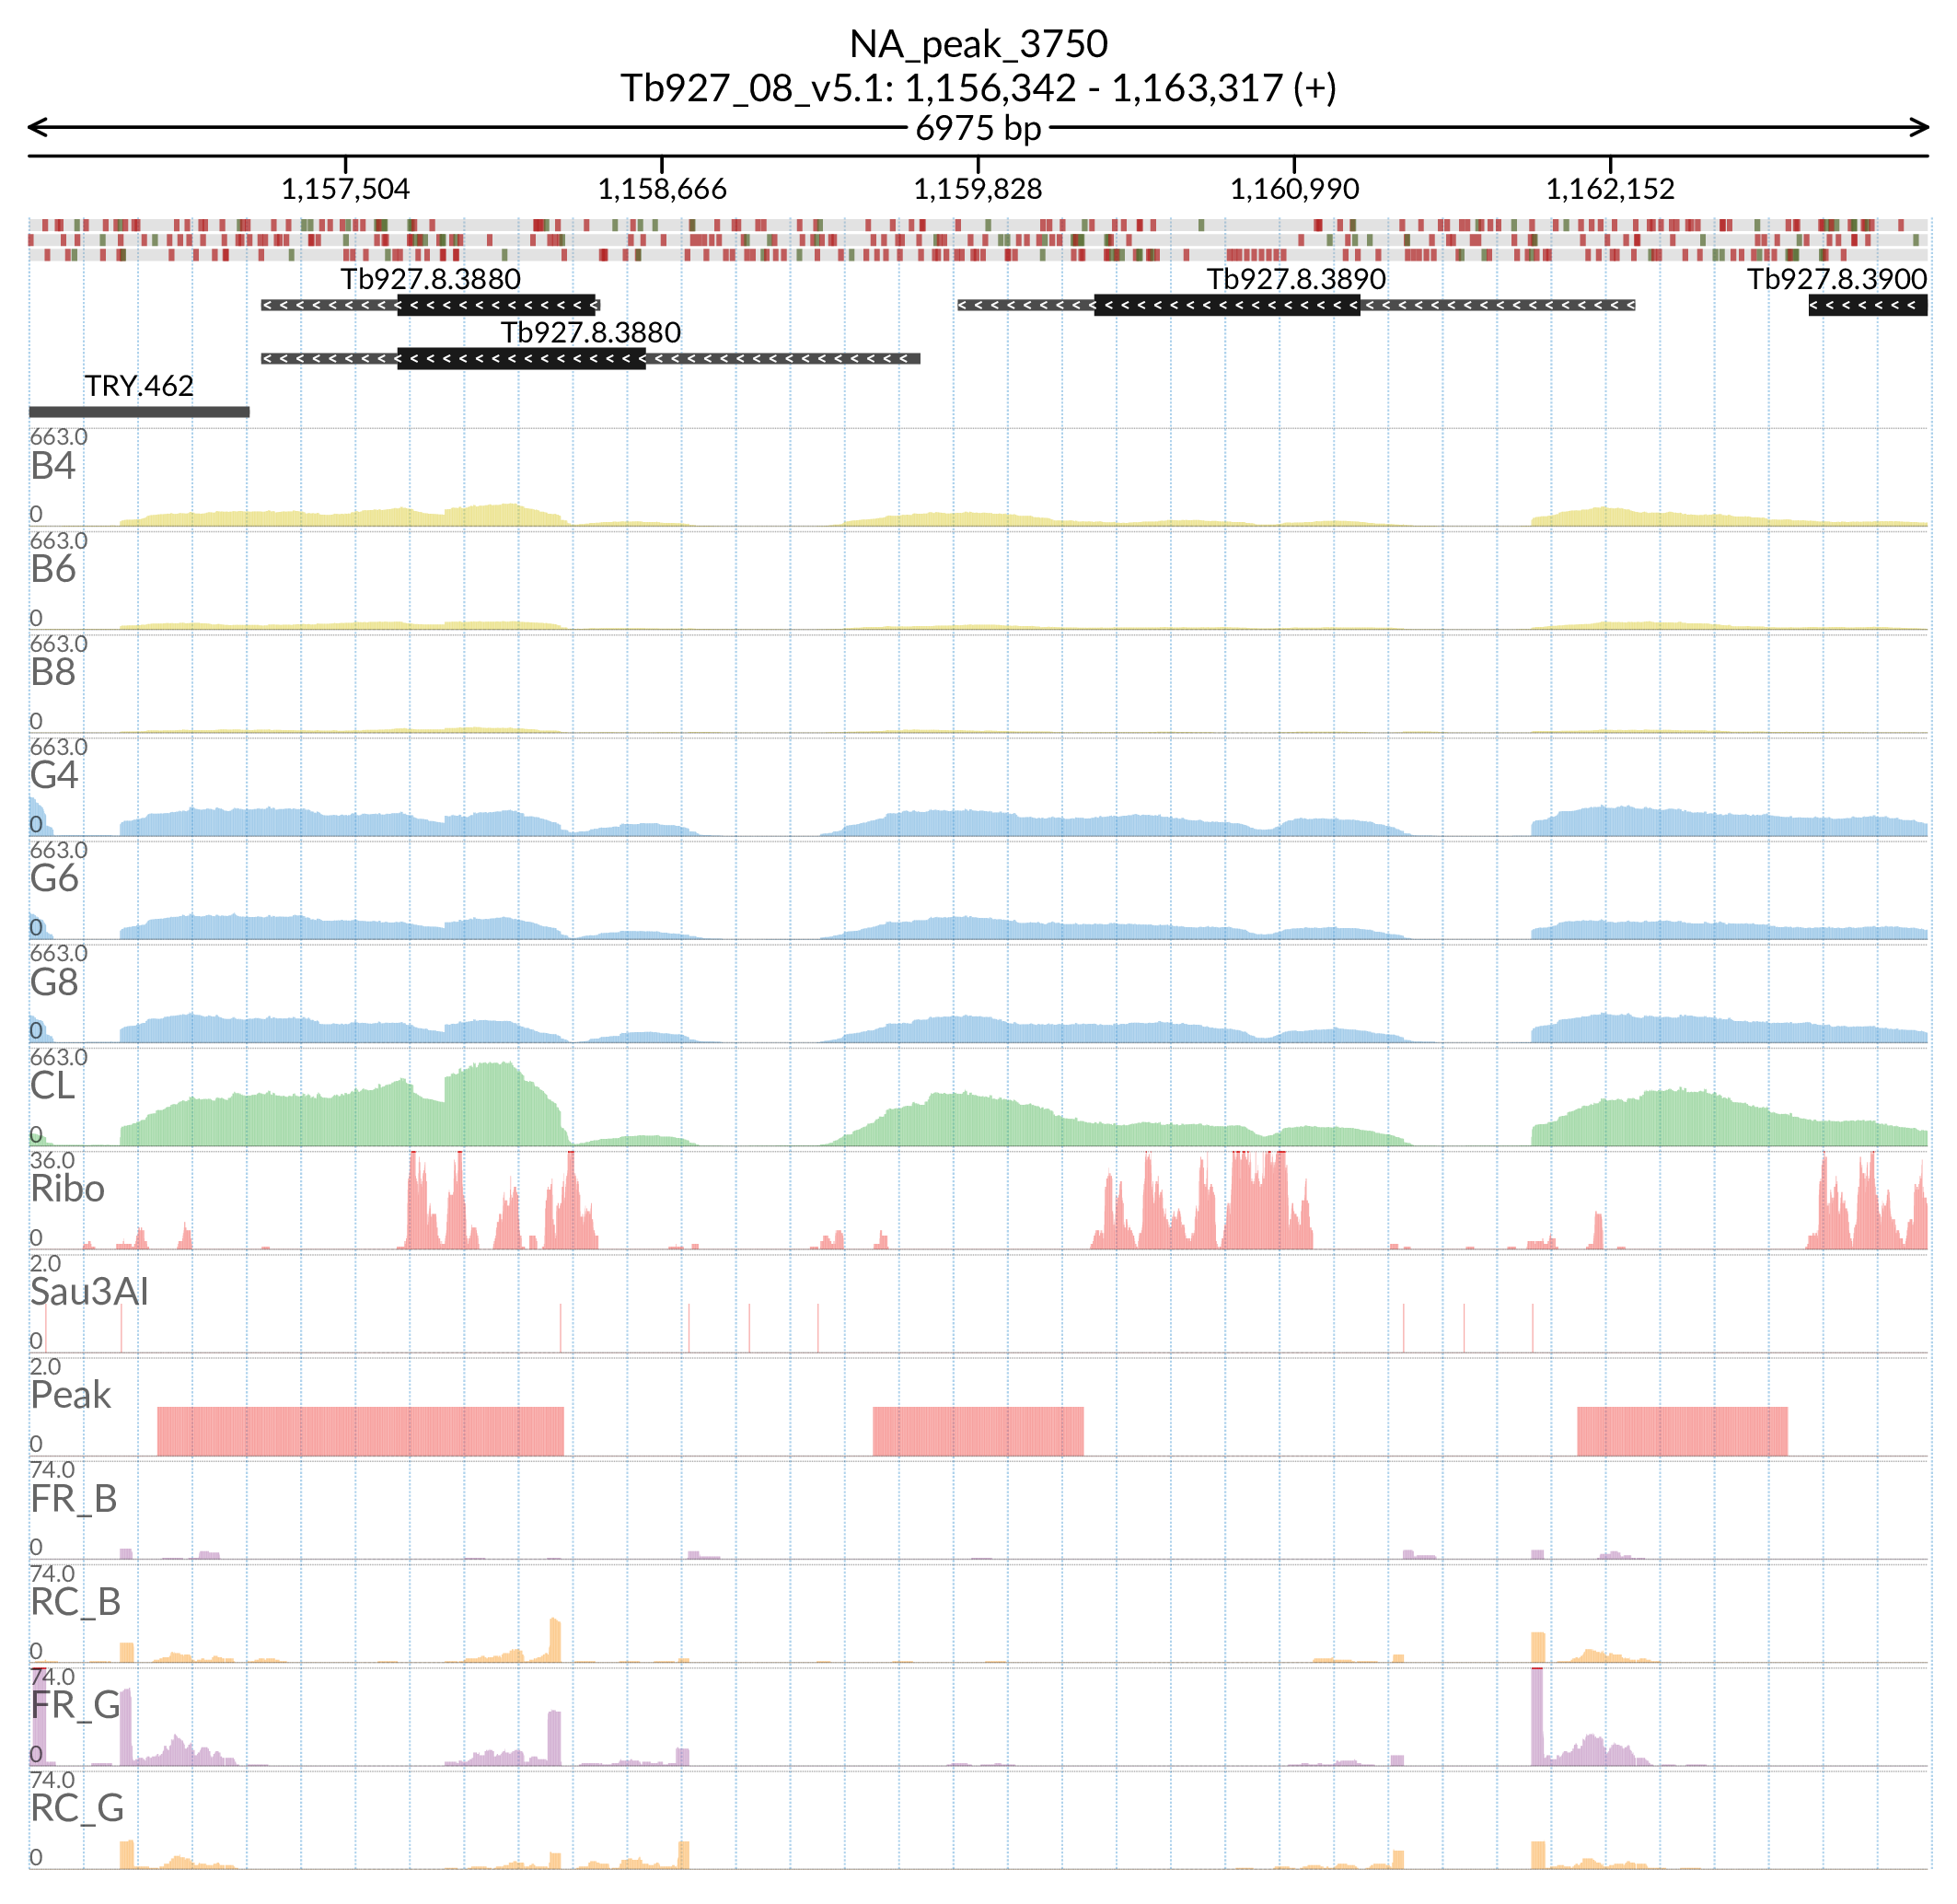 NA_peak_3750
Tb927_08_v5.1: 1,156,342 - 1,163,317 (+)
6975 bp
1,157,504 1,158,666 1,159,828 1,160,990 1,162,152
Tb927.8.3880 Tb927.8.3890 Tb927.8.3900
Tb927.8.3880
TRY.462
663.0
B4
0
663.0
B6
0
663.0
B8
0
663.0
G4
0
663.0
G6
0
663.0
G8
0
663.0
CL
0
36.0
Ribo
0
2.0
Sau3AI
0
2.0
Peak
0
74.0
FR_B
0
74.0
RC_B
0
74.0
FR_G
0
74.0
RC_G
0